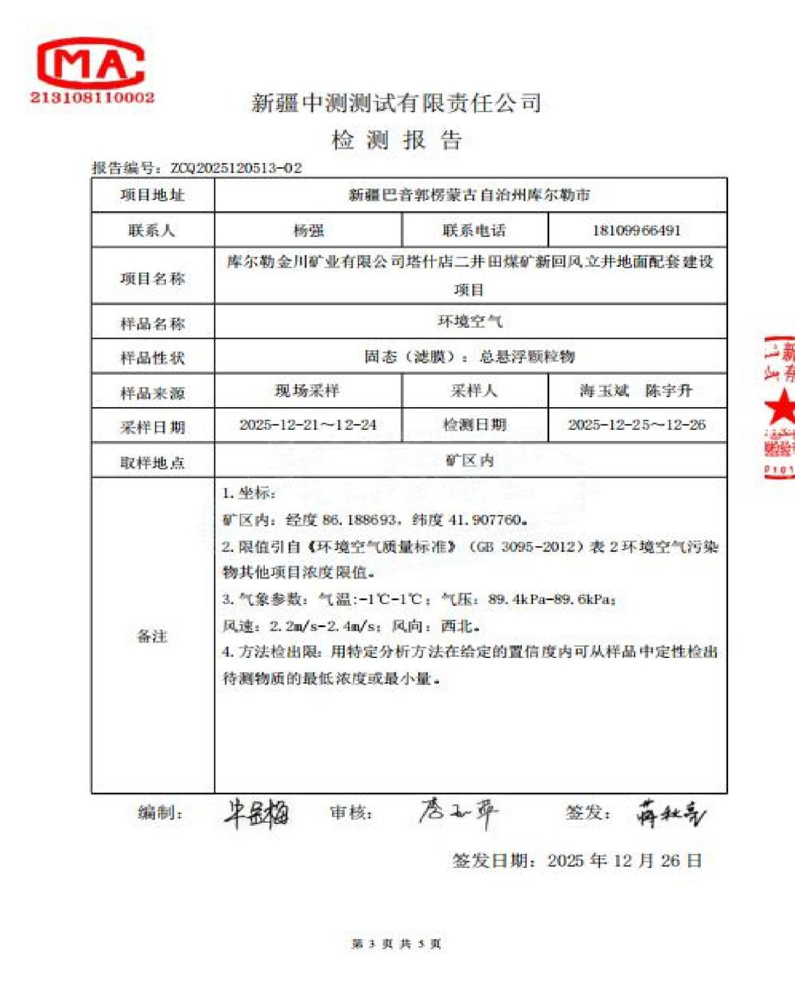 MA
213108110002
新疆中测测试有限责任公司
检测报告
报告编号：ZCQ2025120513-02
项目地址 新疆巴音郭楞蒙古自治州库尔勒市
联系人 杨强 联系电话 18109966491
项目名称 库尔勒金川矿业有限公司塔什店二井田煤矿新回风立井地面配套建设
项目
样品名称 环境空气
样品性状 固态（滤膜）：总悬浮颗粒物
样品来源 现场采样 采样人 海玉斌 陈宇升
采样日期 2025-12-21～12-24 检测日期 2025-12-25～12-26
取样地点 矿区内
备注
1.坐标：
矿区内：经度 86.188693，纬度 41.907760。
2.限值引自《环境空气质量标准》（GB 3095-2012）表 2 环境空气污染
物其他项目浓度限值。
3.气象参数：气温:-1℃-1℃；气压：89.4kPa-89.6kPa；
风速：2.2m/s-2.4m/s；风向：西北。
4.方法检出限：用特定分析方法在给定的置信度内可从样品中定性检出
待测物质的最低浓度或最小量。
编制： 审核： 签发：
签发日期：2025 年 12 月 26 日
第 3 页 共 5 页